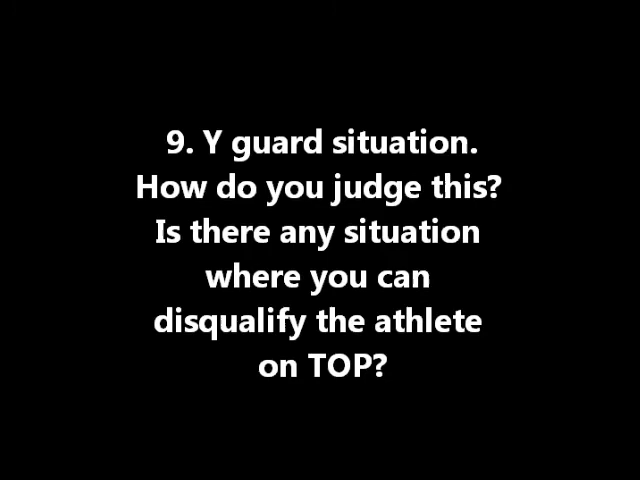 9. Y guard situation.
How do you judge this?
Is there any situation
where you can
disqualify the athlete
on TOP?